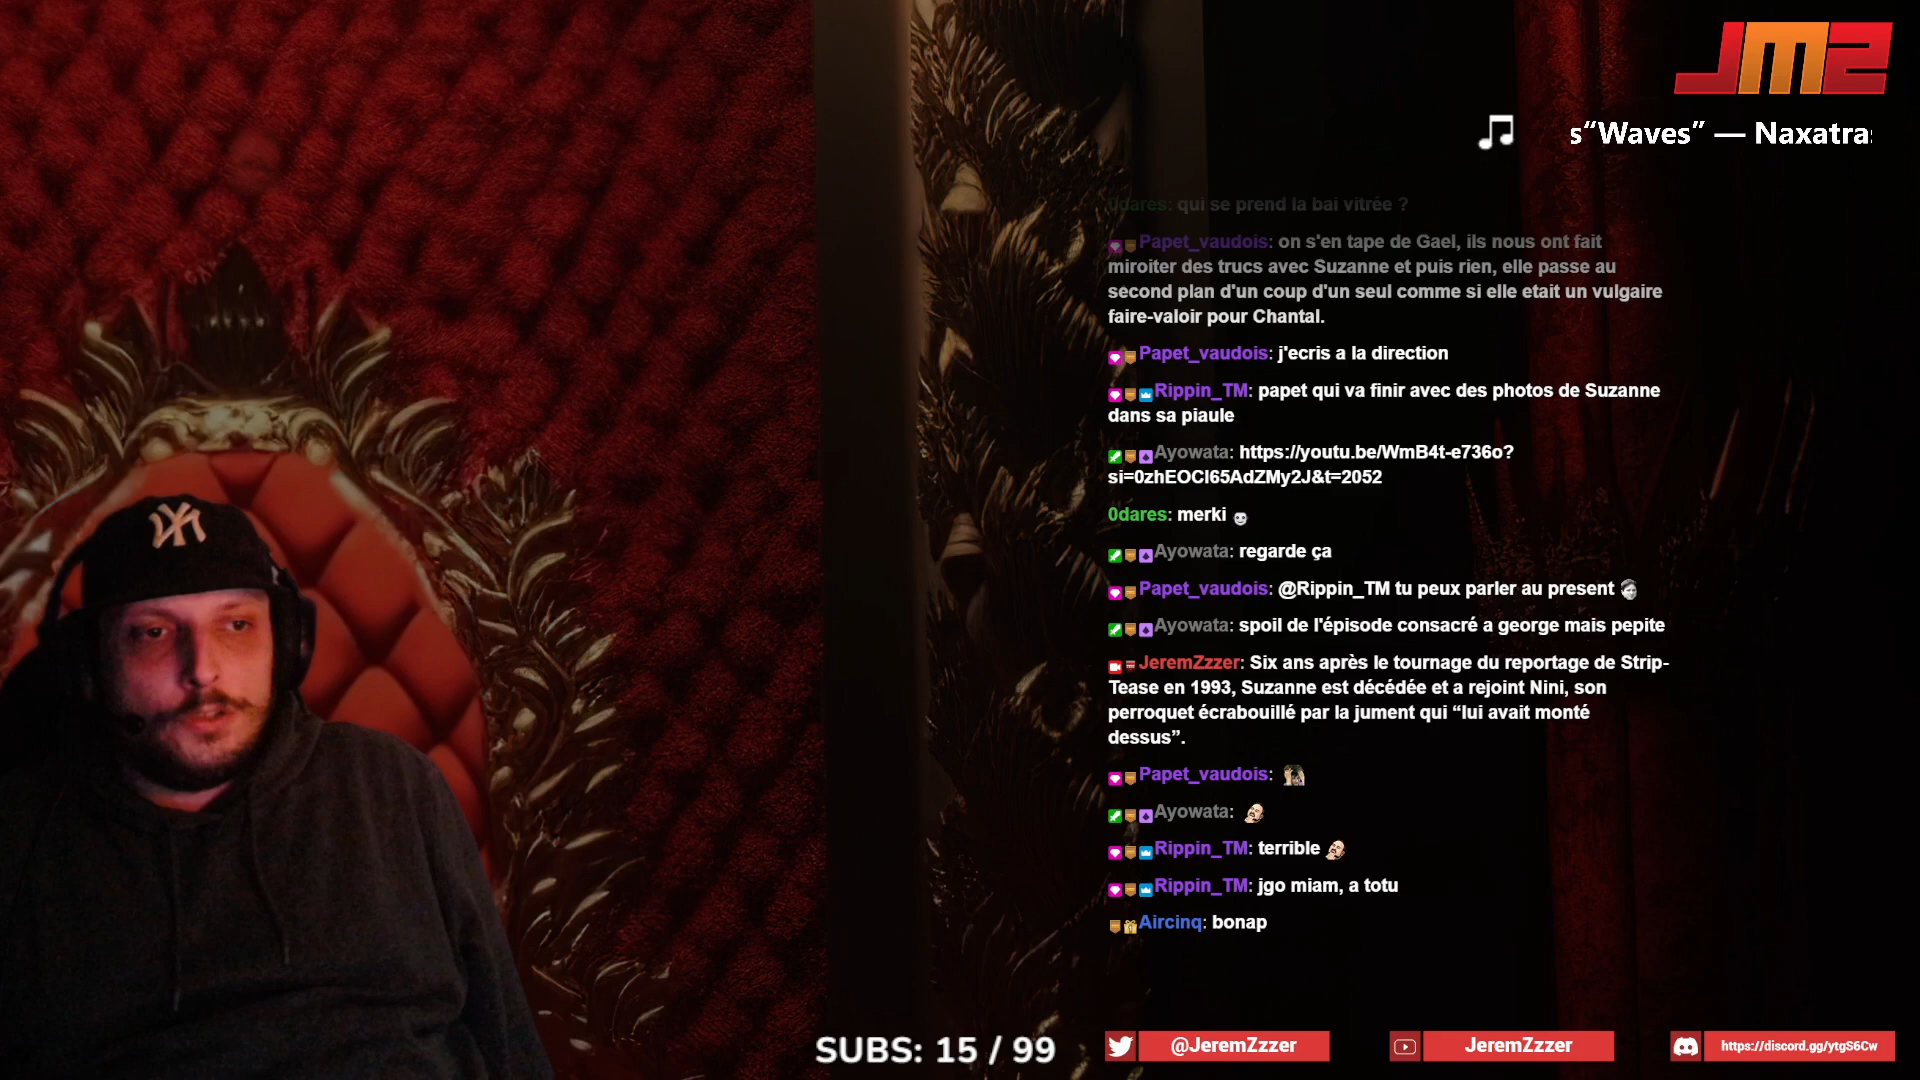 JM2
s“Waves” — Naxatras
0dares: qui se prend la bai vitrée ?
Papet_vaudois: on s'en tape de Gael, ils nous ont fait
miroiter des trucs avec Suzanne et puis rien, elle passe au
second plan d'un coup d'un seul comme si elle etait un vulgaire
faire-valoir pour Chantal.
Papet_vaudois: j'ecris a la direction
Rippin_TM: papet qui va finir avec des photos de Suzanne
dans sa piaule
Ayowata: https://youtu.be/WmB4t-e736o?
si=0zhEOCI65AdZMy2J&t=2052
0dares: merki
Ayowata: regarde ça
Papet_vaudois: @Rippin_TM tu peux parler au present
Ayowata: spoil de l'épisode consacré a george mais pepite
JeremZzzer: Six ans après le tournage du reportage de Strip-
Tease en 1993, Suzanne est décédée et a rejoint Nini, son
perroquet écrabouillé par la jument qui “lui avait monté
dessus”.
Papet_vaudois:
Ayowata:
Rippin_TM: terrible
Rippin_TM: jgo miam, a totu
Aircinq: bonap
NY
SUBS: 15 / 99
@JeremZzzer
JeremZzzer
https://discord.gg/ytgS6Cw